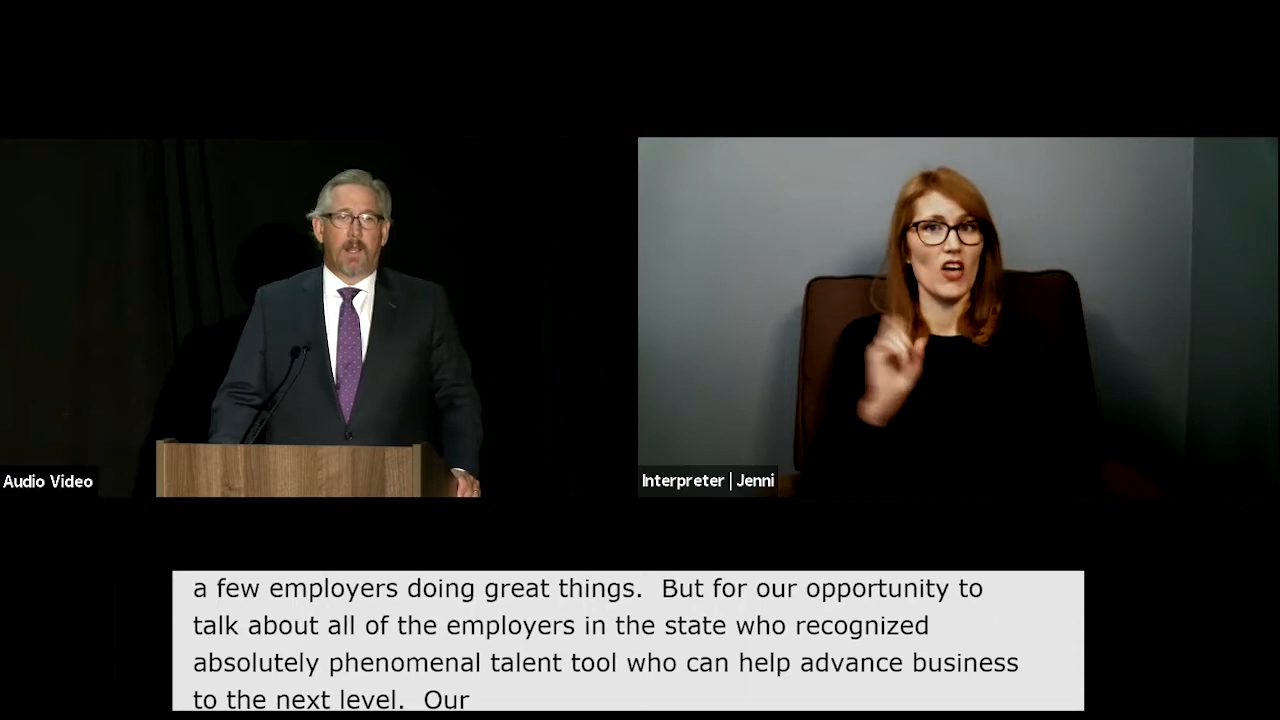 Audio Video
Interpreter | Jenni
a few employers doing great things.  But for our opportunity to
talk about all of the employers in the state who recognized
absolutely phenomenal talent tool who can help advance business
to the next level.  Our